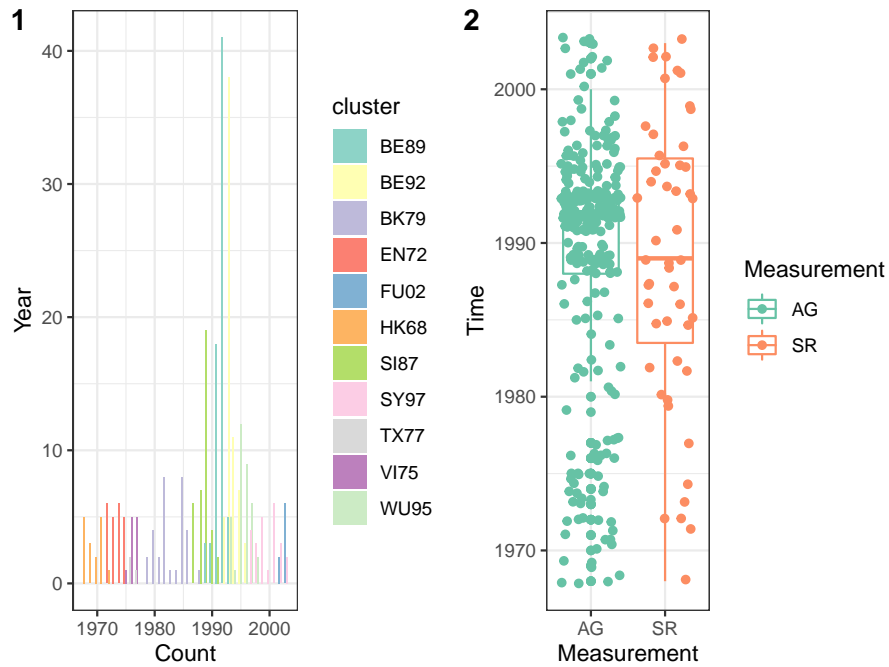 1
Year
40
30
20
10
0
1970
1980
1990
2000
Count
cluster
BE89
BE92
BK79
EN72
FU02
HK68
SI87
SY97
TX77
VI75
WU95
2
Time
2000
1990
1980
1970
AG
SR
Measurement
Measurement
AG
SR